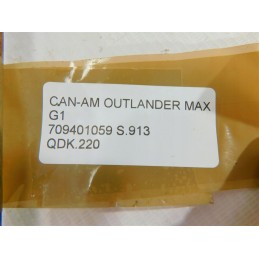 CAN-AM OUTLANDER MAX
G1
709401059 S.913
QDK.220